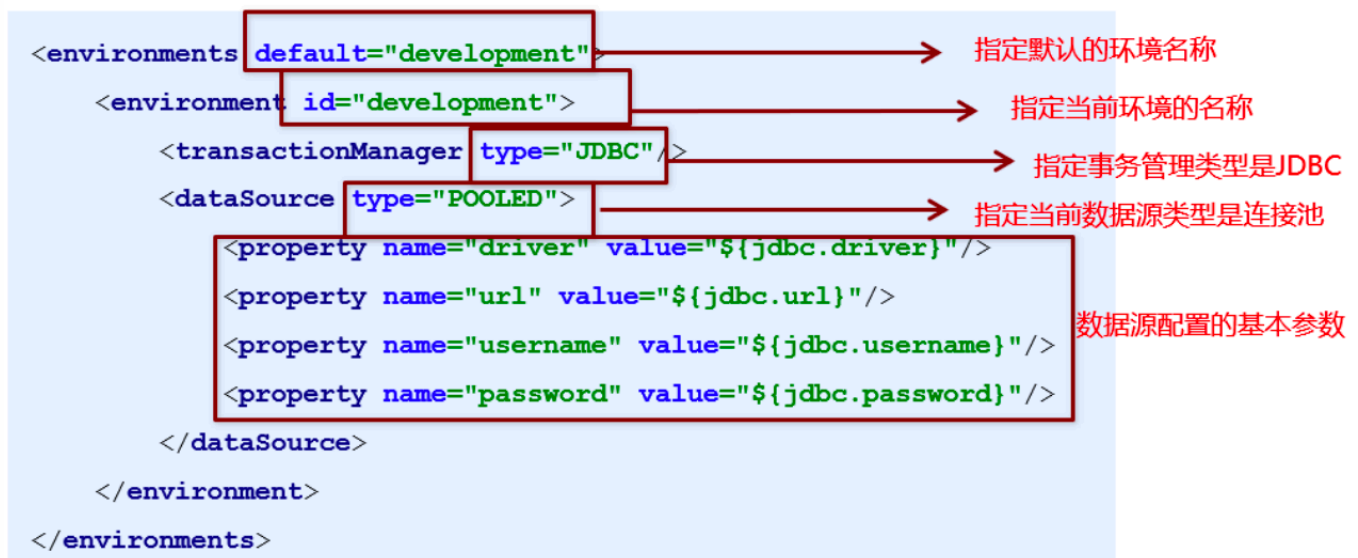 <environments default="development"> 指定默认的环境名称
<environment id="development"> 指定当前环境的名称
<transactionManager type="JDBC"/> 指定事务管理类型是JDBC
<dataSource type="POOLED"> 指定当前数据源类型是连接池
<property name="driver" value="${jdbc.driver}"/>
<property name="url" value="${jdbc.url}"/>
<property name="username" value="${jdbc.username}"/> 数据源配置的基本参数
<property name="password" value="${jdbc.password}"/>
</dataSource>
</environment>
</environments>